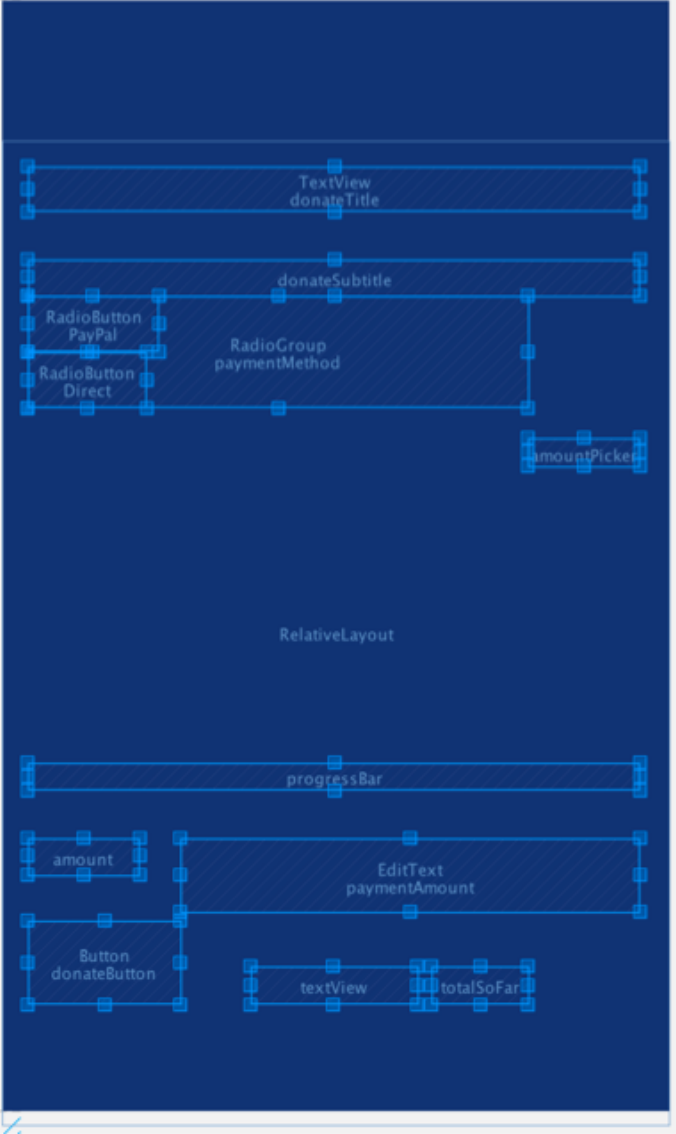 TextView
donateTitle
donateSubtitle
RadioButton
PayPal
RadioGroup
paymentMethod
RadioButton
Direct
amountPicker
RelativeLayout
progressBar
amount
EditText
paymentAmount
Button
donateButton
textView
totalSoFar